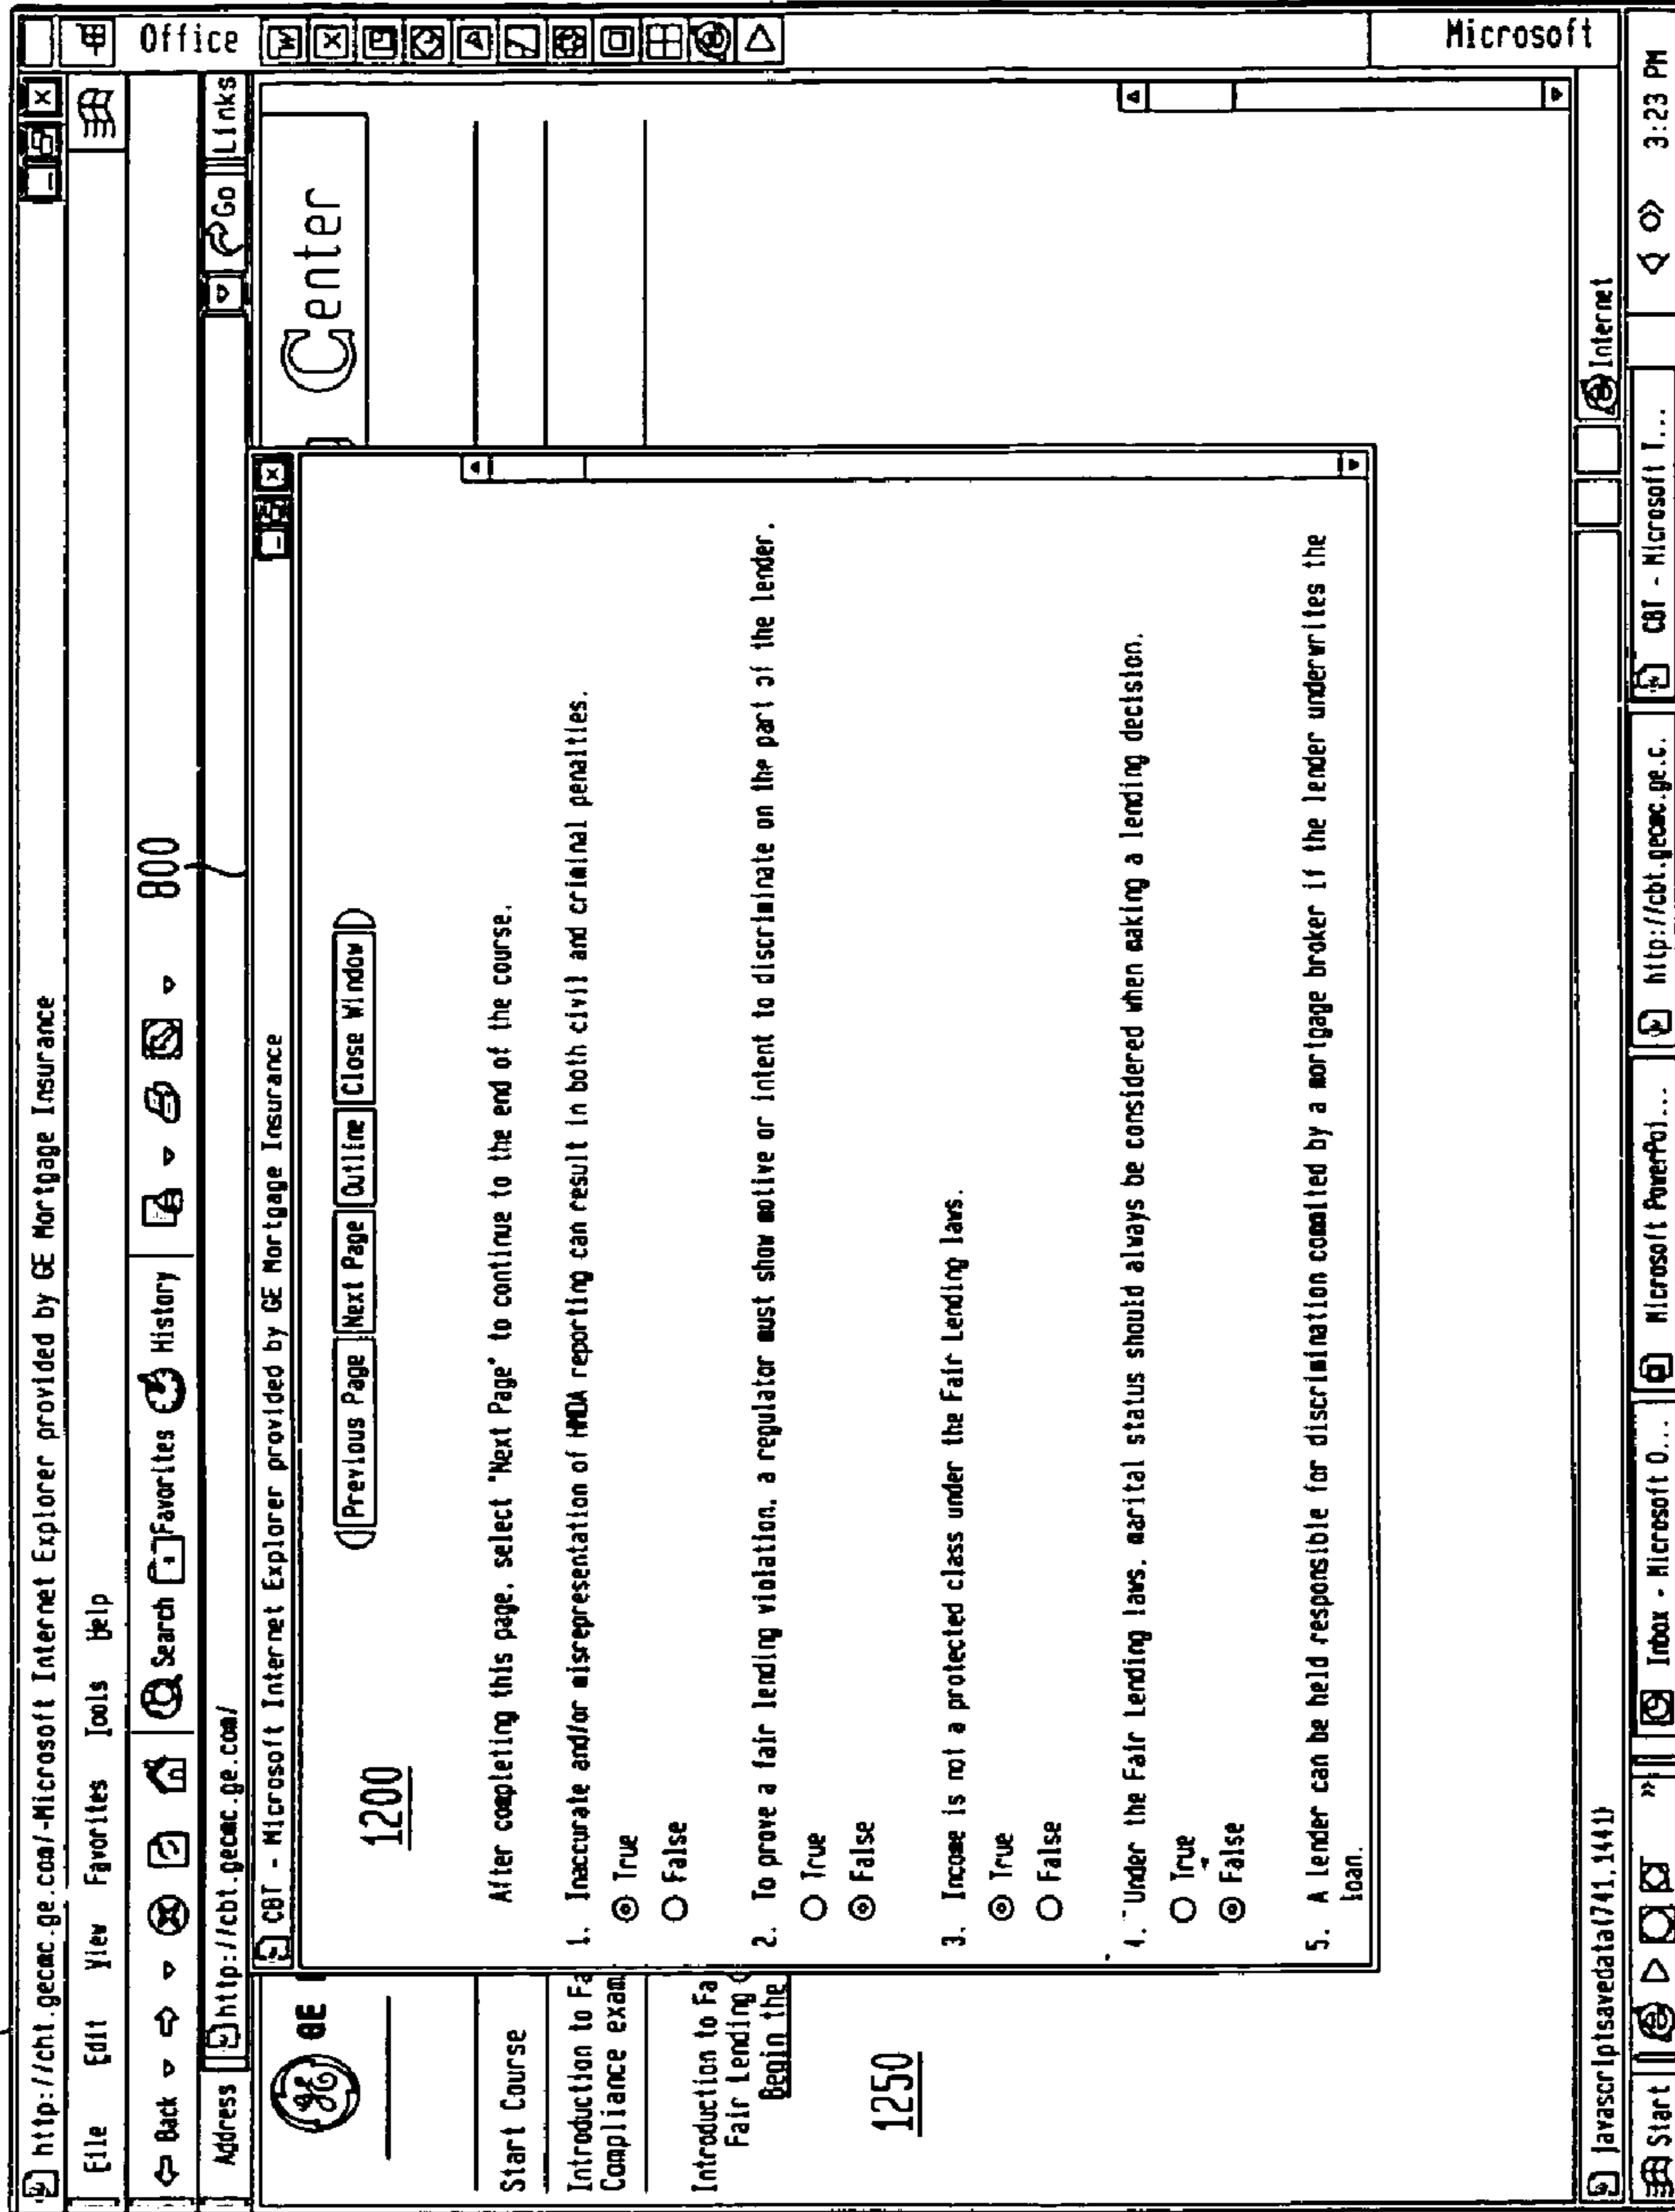 http://cht.gecmc.ge.com/-Microsoft Internet Explorer provided by GE Mortgage Insurance
File Edit View Favorites Tools Help
Back Search Favorites History
800
Address http://cbt.gecmc.ge.com/ Go Links
Office
Microsoft
GE
Center
Start Course
Introduction to Fa
Compliance exam
Introduction to Fa
Fair Lending
Begin the
1250
CBT - Microsoft Internet Explorer provided by GE Mortgage Insurance
1200
Previous Page Next Page Outline Close Window
After completing this page, select "Next Page" to continue to the end of the course.
1. Inaccurate and/or misrepresentation of HMDA reporting can result in both civil and criminal penalties.
True
False
2. To prove a fair lending violation, a regulator must show motive or intent to discriminate on the part of the lender.
True
False
3. Income is not a protected class under the Fair Lending laws.
True
False
4. Under the Fair Lending laws, marital status should always be considered when making a lending decision.
True
False
5. A lender can be held responsible for discrimination commited by a mortgage broker if the lender underwrites the
loan.
javascriptsavedata(741,1441)
Internet
Start » Inbox - Microsoft O... Microsoft PowerPoi... http://cbt.gecmc.ge.c. CBT - Microsoft I... 3:23 PM